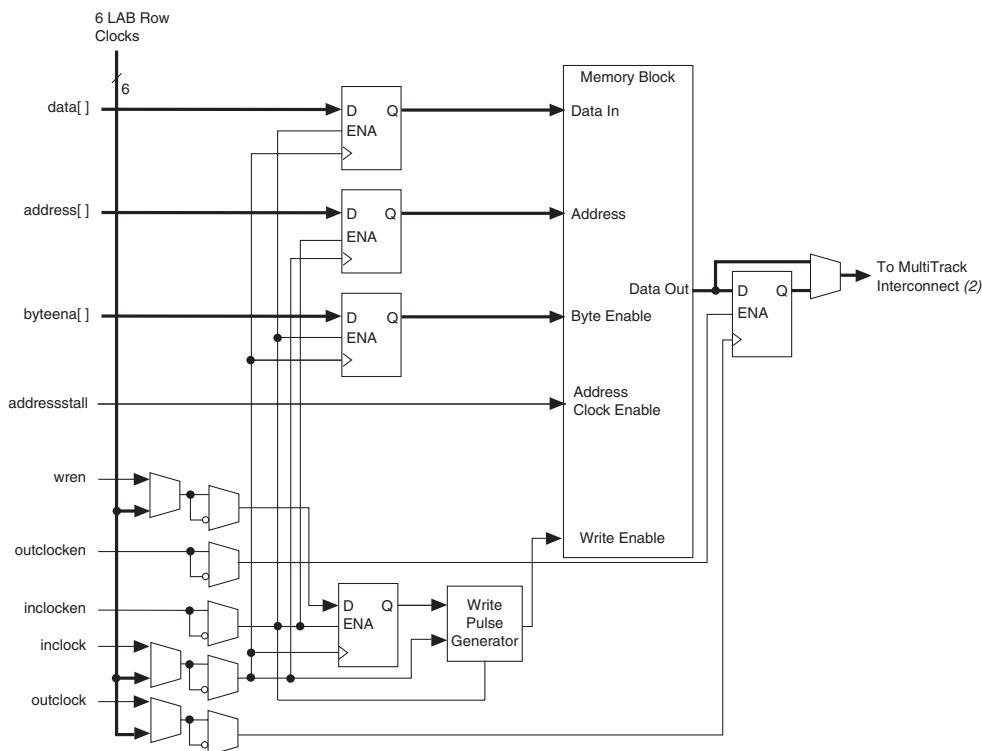 6 LAB Row
Clocks
6
data[ ]
D Q
ENA
Memory Block
Data In
address[ ]
D Q
ENA
Address
byteena[ ]
D Q
ENA
Byte Enable
Data Out
D Q
ENA
To MultiTrack
Interconnect (2)
addressstall
Address
Clock Enable
wren
outclocken
inclocken
inclock
outclock
Write Enable
D Q
ENA
Write
Pulse
Generator